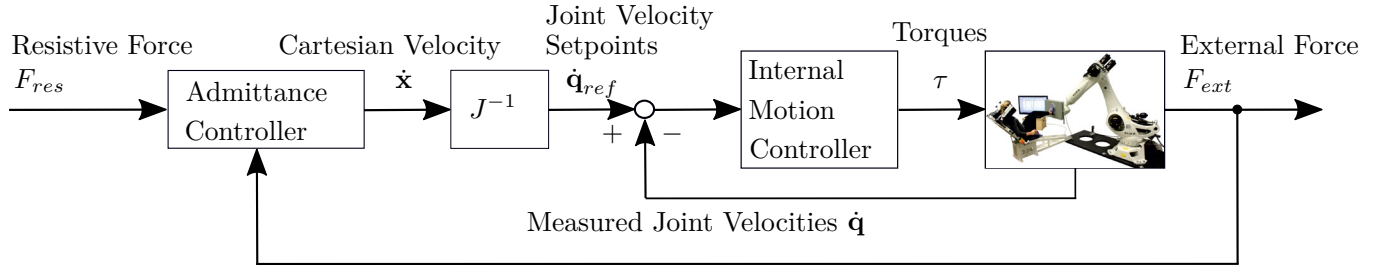 Resistive Force
F_res
Admittance
Controller
Cartesian Velocity
ẋ
J⁻¹
Joint Velocity
Setpoints
q̇_ref
+
−
Internal
Motion
Controller
Torques
τ
External Force
F_ext
Measured Joint Velocities q̇